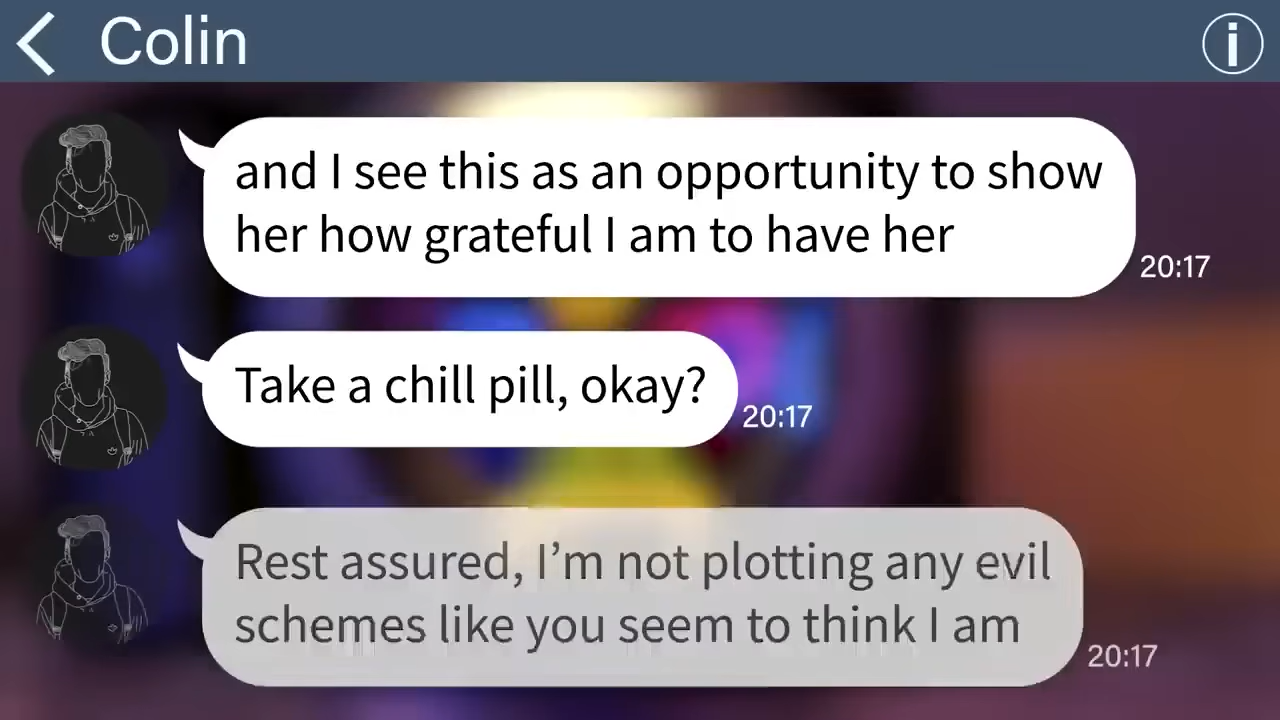 Colin
and I see this as an opportunity to show
her how grateful I am to have her
20:17
Take a chill pill, okay?
20:17
Rest assured, I’m not plotting any evil
schemes like you seem to think I am
20:17